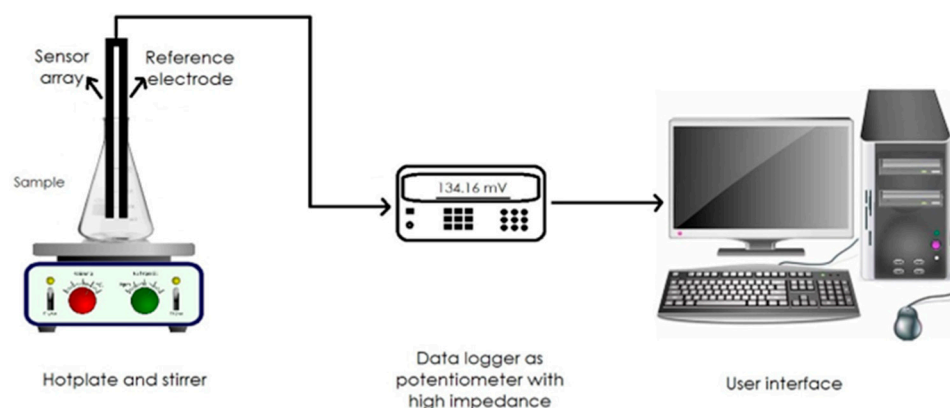 Sensor
array
Reference
electrode
Sample
134.16 mV
Hotplate and stirrer
Data logger as
potentiometer with
high impedance
User interface